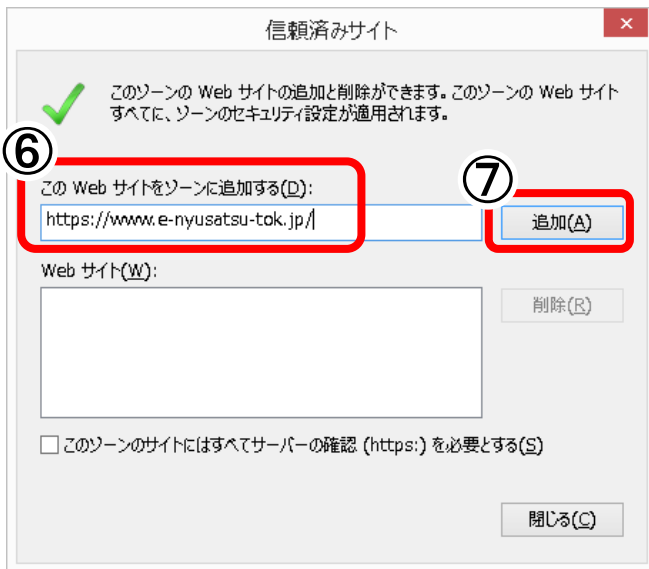 信頼済みサイト
このゾーンの Web サイトの追加と削除ができます。このゾーンの Web サイト
すべてに、ゾーンのセキュリティ設定が適用されます。
⑥
この Web サイトをゾーンに追加する(D):
⑦
https://www.e-nyusatsu-tok.jp/
追加(A)
Web サイト(W):
削除(R)
このゾーンのサイトにはすべてサーバーの確認 (https:) を必要とする(S)
閉じる(C)